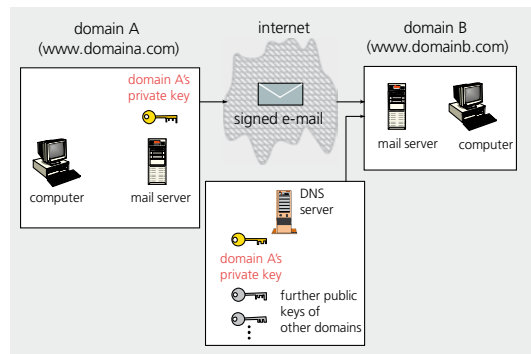 domain A
(www.domaina.com)
internet
domain B
(www.domainb.com)
domain A's
private key
signed e-mail
computer
mail server
mail server
computer
DNS
server
domain A's
private key
further public
keys of
other domains